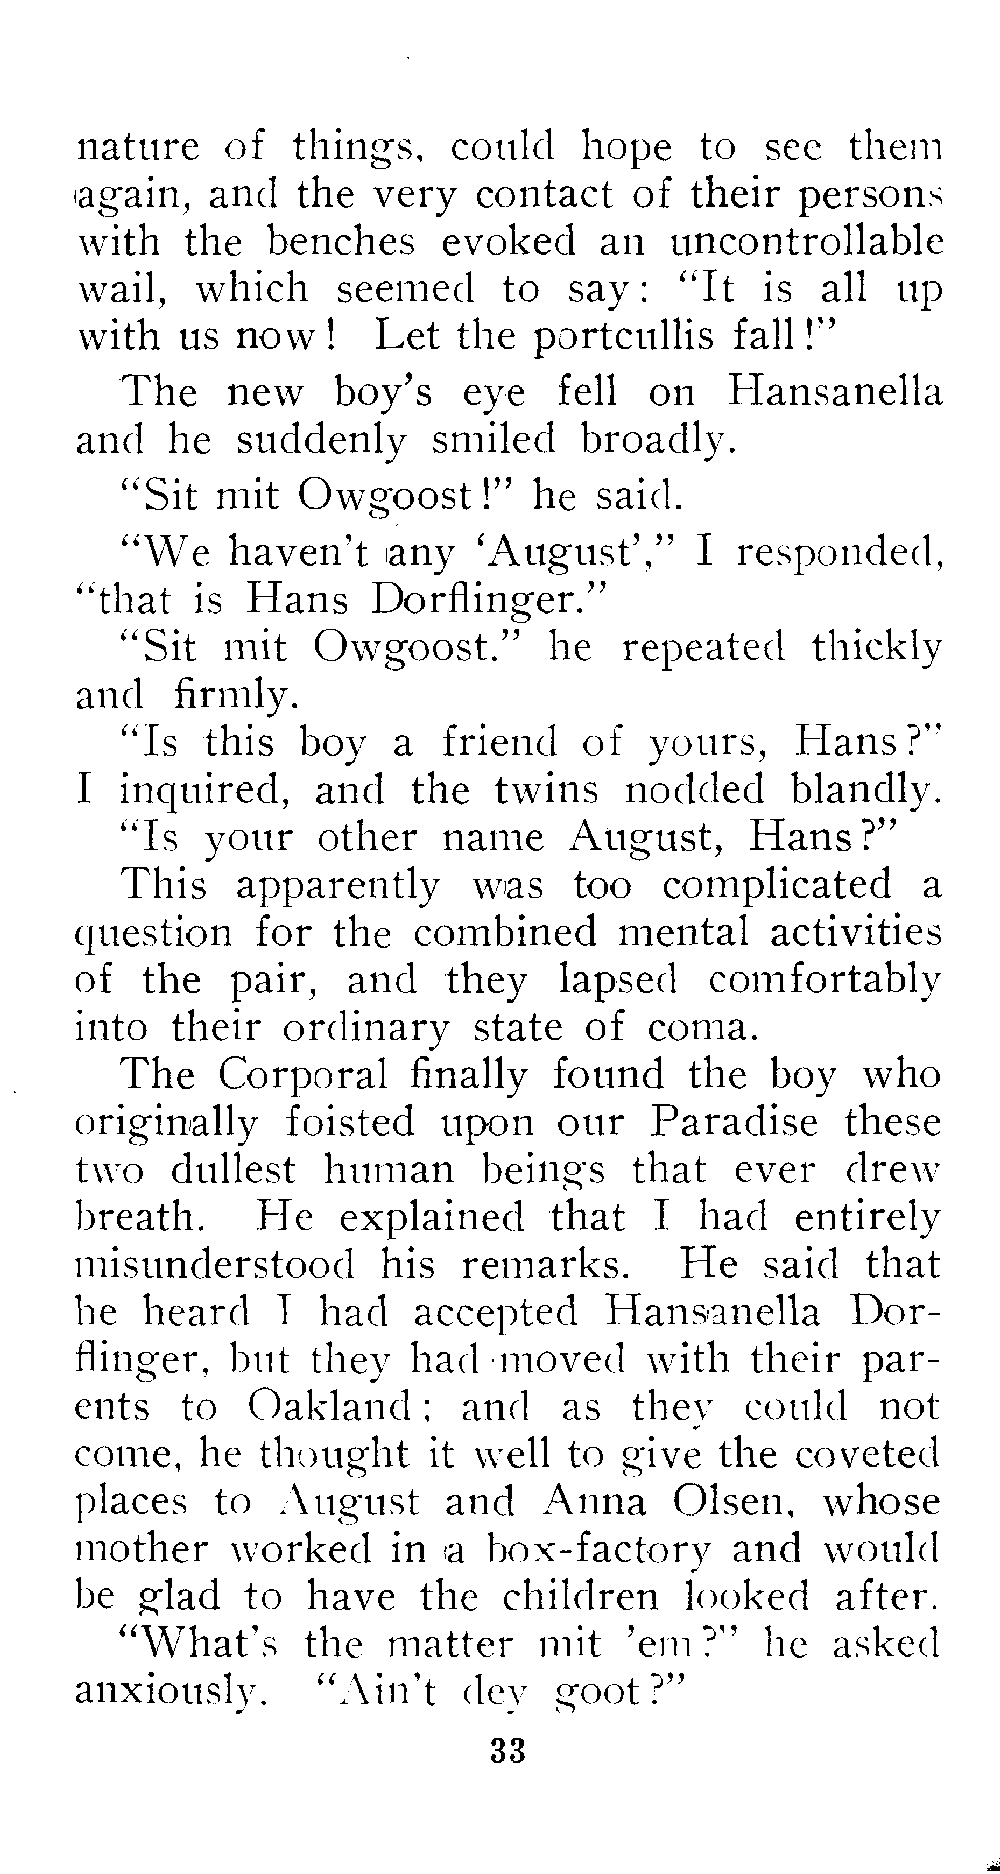 nature of things, could hope to see them
again, and the very contact of their persons
with the benches evoked an uncontrollable
wail, which seemed to say: “It is all up
with us now! Let the portcullis fall!”
The new boy’s eye fell on Hansanella
and he suddenly smiled broadly.
“Sit mit Owgoost!” he said.
“We haven’t any ‘August’,” I responded,
“that is Hans Dorflinger.”
“Sit mit Owgoost.” he repeated thickly
and firmly.
“Is this boy a friend of yours, Hans?”
I inquired, and the twins nodded blandly.
“Is your other name August, Hans?”
This apparently was too complicated a
question for the combined mental activities
of the pair, and they lapsed comfortably
into their ordinary state of coma.
The Corporal finally found the boy who
originally foisted upon our Paradise these
two dullest human beings that ever drew
breath. He explained that I had entirely
misunderstood his remarks. He said that
he heard I had accepted Hansanella Dor-
flinger, but they had moved with their par-
ents to Oakland; and as they could not
come, he thought it well to give the coveted
places to August and Anna Olsen, whose
mother worked in a box-factory and would
be glad to have the children looked after.
“What’s the matter mit ’em?” he asked
anxiously. “Ain’t dey goot?”
33